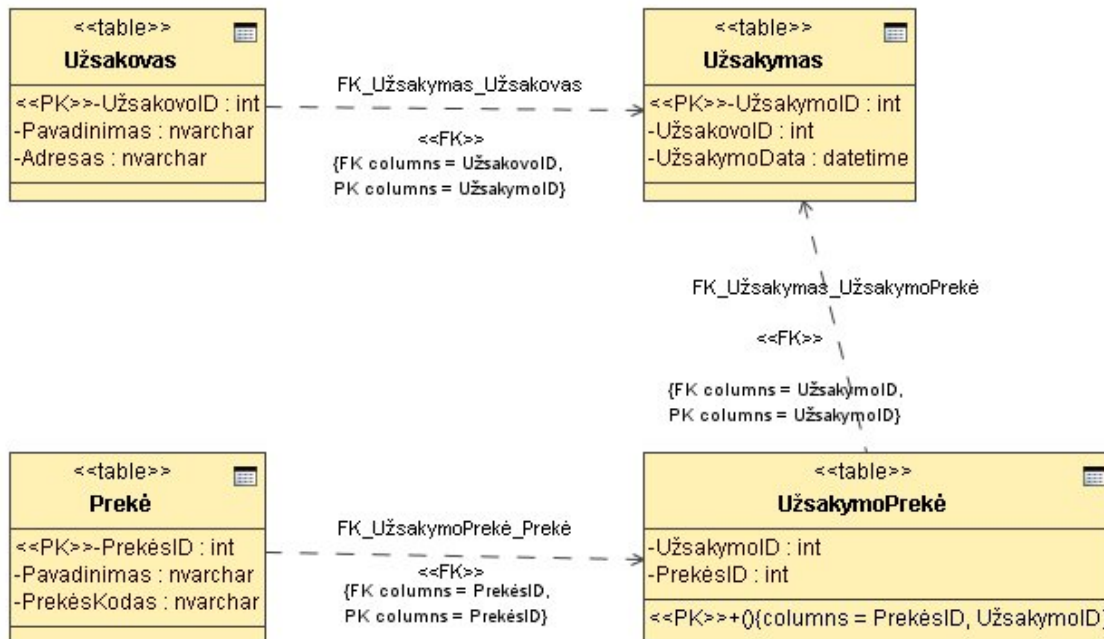 <<table>>
Užsakovas
<<PK>>-UžsakovoID : int
-Pavadinimas : nvarchar
-Adresas : nvarchar
FK_Užsakymas_Užsakovas
<<FK>>
{FK columns = UžsakovoID,
PK columns = UžsakymoID}
<<table>>
Užsakymas
<<PK>>-UžsakymoID : int
-UžsakovoID : int
-UžsakymoData : datetime
FK_Užsakymas_UžsakymoPrekė
<<FK>>
{FK columns = UžsakymoID,
PK columns = UžsakymoID}
<<table>>
Prekė
<<PK>>-PrekėsID : int
-Pavadinimas : nvarchar
-PrekėsKodas : nvarchar
FK_UžsakymoPrekė_Prekė
<<FK>>
{FK columns = PrekėsID,
PK columns = PrekėsID}
<<table>>
UžsakymoPrekė
-UžsakymoID : int
-PrekėsID : int
<<PK>>+(){columns = PrekėsID, UžsakymoID}